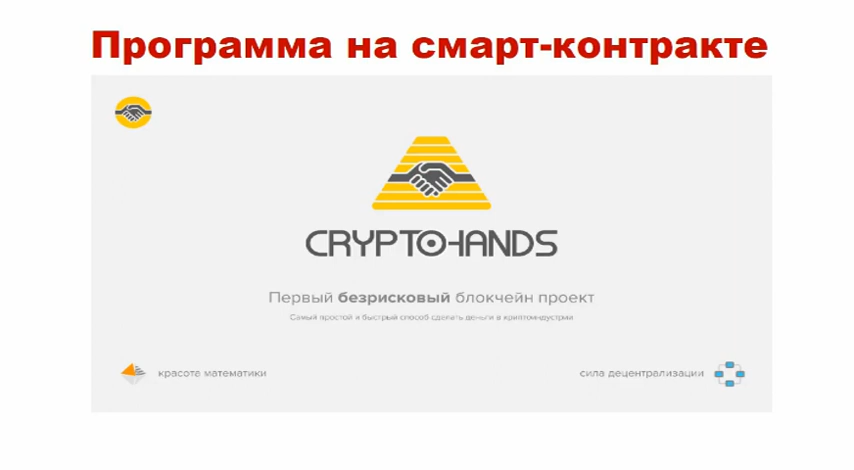 Программа на смарт-контракте
CRYPTOHANDS
Первый безрисковый блокчейн проект
Самый простой и быстрый способ сделать деньги в криптоиндустрии
красота математики
сила децентрализации